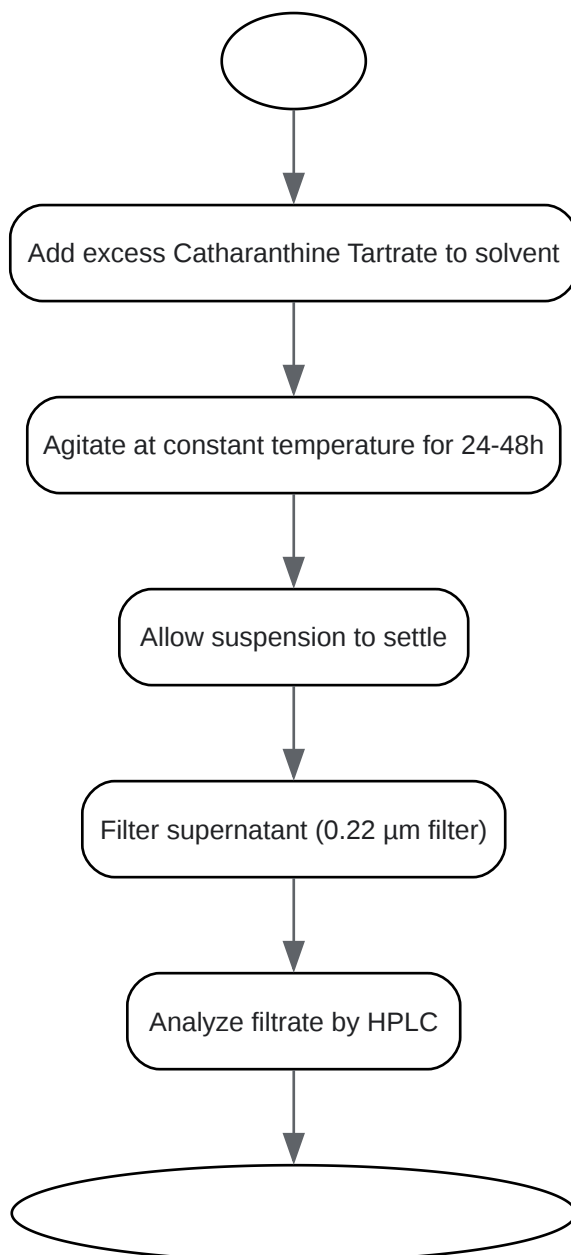 Add excess Catharanthine Tartrate to solvent
Agitate at constant temperature for 24-48h
Allow suspension to settle
Filter supernatant (0.22 µm filter)
Analyze filtrate by HPLC